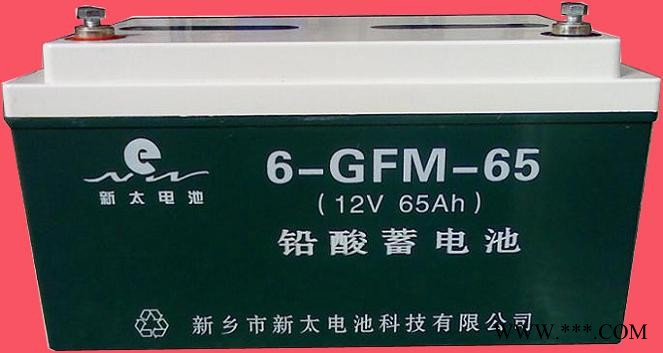 6-GFM-65
(12V 65Ah)
新太电池
铅酸蓄电池
新乡市新太电池科技有限公司
WWW.***.COM